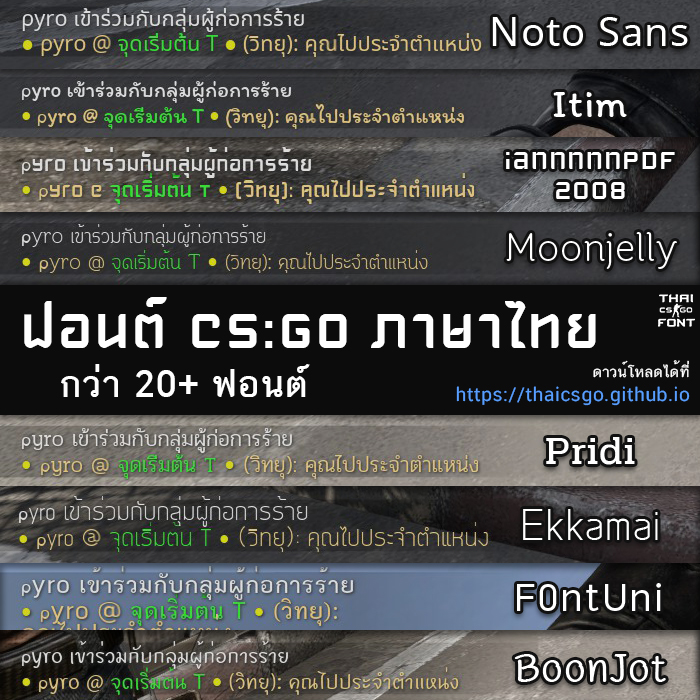 ρyro เข้าร่วมกับกลุ่มผู้ก่อการร้าย
● ρyro @ จุดเริ่มต้น T ● (วิทยุ): คุณไปประจำตำแหน่ง
Noto Sans
ρyro เข้าร่วมกับกลุ่มผู้ก่อการร้าย
● ρyro @ จุดเริ่มต้น T ● (วิทยุ): คุณไปประจำตำแหน่ง
Itim
ρyro เข้าร่วมกับกลุ่มผู้ก่อการร้าย
● ρyro @ จุดเริ่มต้น T ● (วิทยุ): คุณไปประจำตำแหน่ง
iannnnnPDF
2008
ρyro เข้าร่วมกับกลุ่มผู้ก่อการร้าย
● ρyro @ จุดเริ่มต้น T ● (วิทยุ): คุณไปประจำตำแหน่ง
Moonjelly
ฟอนต์ CS:GO ภาษาไทย
กว่า 20+ ฟอนต์
THAI
CS GO
FONT
ดาวน์โหลดได้ที่
https://thaicsgo.github.io
ρyro เข้าร่วมกับกลุ่มผู้ก่อการร้าย
● ρyro @ จุดเริ่มต้น T ● (วิทยุ): คุณไปประจำตำแหน่ง
Pridi
ρyro เข้าร่วมกับกลุ่มผู้ก่อการร้าย
● ρyro @ จุดเริ่มต้น T ● (วิทยุ): คุณไปประจำตำแหน่ง
Ekkamai
ρyro เข้าร่วมกับกลุ่มผู้ก่อการร้าย
● ρyro @ จุดเริ่มต้น T ● (วิทยุ):
F0ntUni
ρyro เข้าร่วมกับกลุ่มผู้ก่อการร้าย
● ρyro @ จุดเริ่มต้น T ● (วิทยุ): คุณไปประจำตำแหน่ง
BoonJot